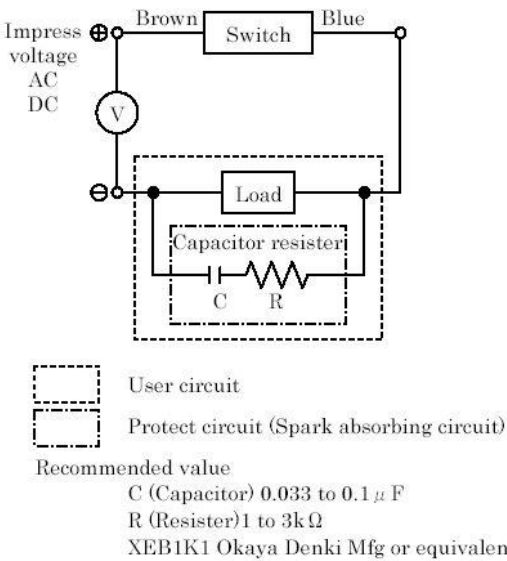 Impress
voltage
AC
DC
⊕
Brown
Switch
Blue
V
⊖
Load
Capacitor resister
C
R
User circuit
Protect circuit (Spark absorbing circuit)
Recommended value
C (Capacitor) 0.033 to 0.1 μ F
R (Resister)1 to 3kΩ
XEB1K1 Okaya Denki Mfg or equivalen